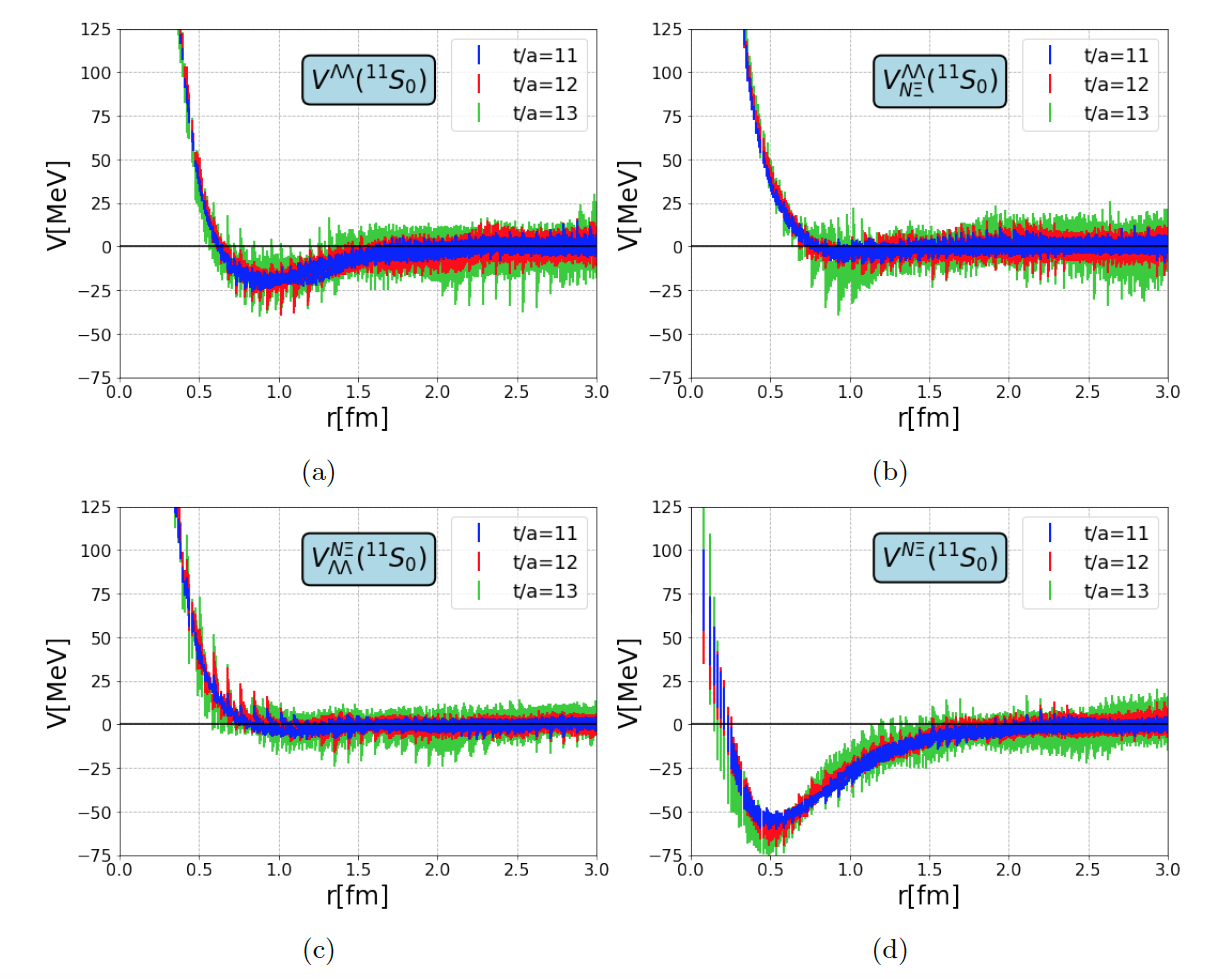 125
100
75
50
25
0
−25
−50
−75
V[MeV]
0.0 0.5 1.0 1.5 2.0 2.5 3.0
r[fm]
V^{ΛΛ}(^{11}S_0)
t/a=11
t/a=12
t/a=13
(a)
125
100
75
50
25
0
−25
−50
−75
V[MeV]
0.0 0.5 1.0 1.5 2.0 2.5 3.0
r[fm]
V^{ΛΛ}_{NΞ}(^{11}S_0)
t/a=11
t/a=12
t/a=13
(b)
125
100
75
50
25
0
−25
−50
−75
V[MeV]
0.0 0.5 1.0 1.5 2.0 2.5 3.0
r[fm]
V^{NΞ}_{ΛΛ}(^{11}S_0)
t/a=11
t/a=12
t/a=13
(c)
125
100
75
50
25
0
−25
−50
−75
V[MeV]
0.0 0.5 1.0 1.5 2.0 2.5 3.0
r[fm]
V^{NΞ}(^{11}S_0)
t/a=11
t/a=12
t/a=13
(d)